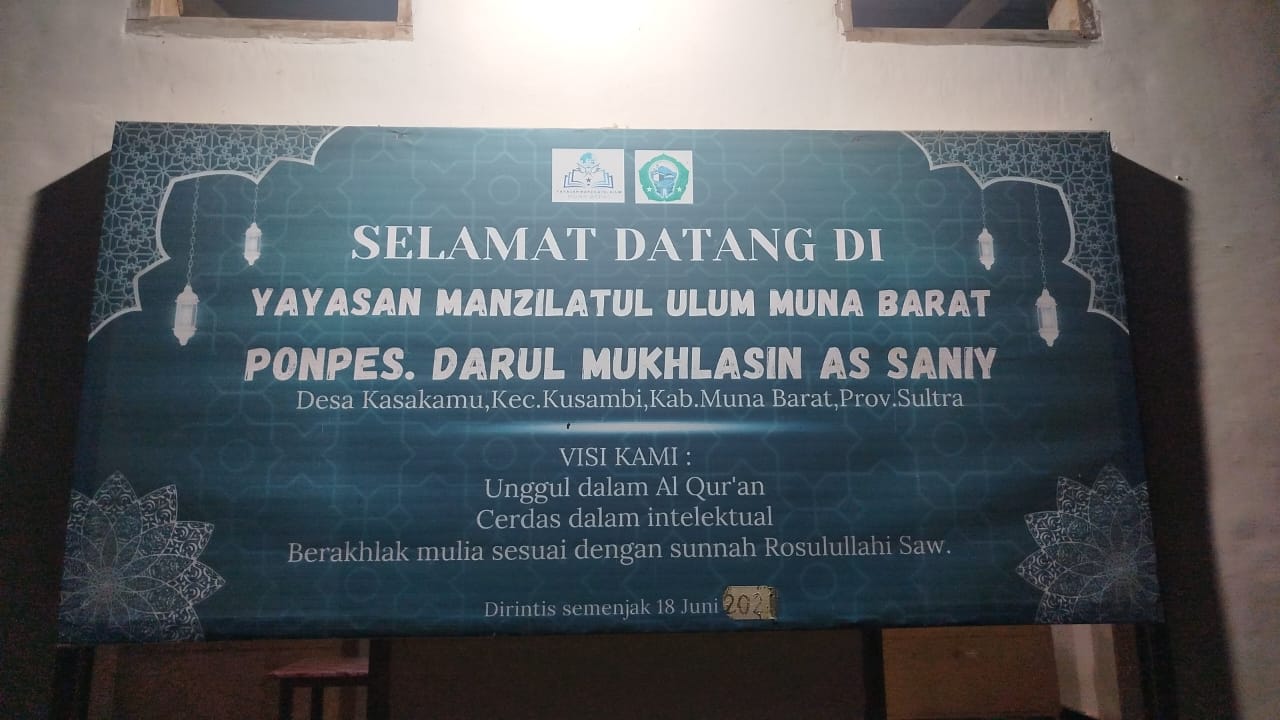 SELAMAT DATANG DI
YAYASAN MANZILATUL ULUM MUNA BARAT
PONPES. DARUL MUKHLASIN AS SANIY
Desa Kasakamu,Kec.Kusambi,Kab.Muna Barat,Prov.Sultra
VISI KAMI :
Unggul dalam Al Qur'an
Cerdas dalam intelektual
Berakhlak mulia sesuai dengan sunnah Rosulullahi Saw.
Dirintis semenjak 18 Juni